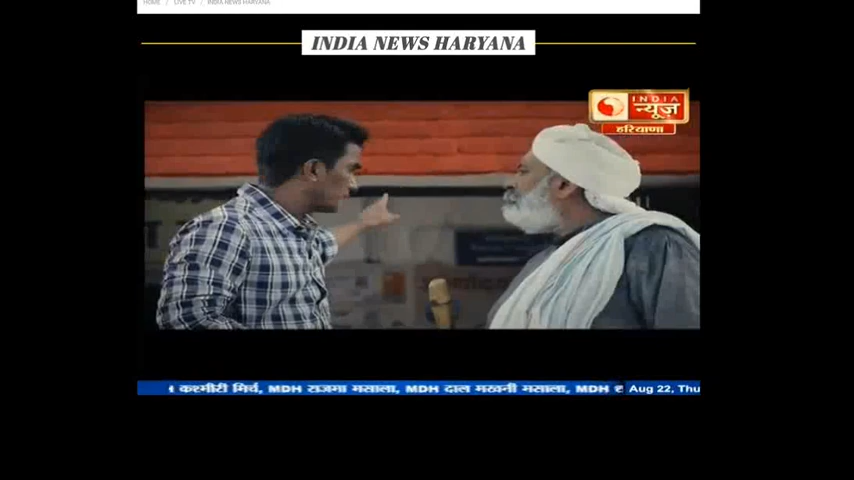 HOME / LIVE TV / INDIA NEWS HARYANA
INDIA NEWS HARYANA
INDIA
न्यूज़
हरियाणा
कश्मीरी मिर्च, MDH राजमा मसाला, MDH दाल मखनी मसाला, MDH
Aug 22, Thu